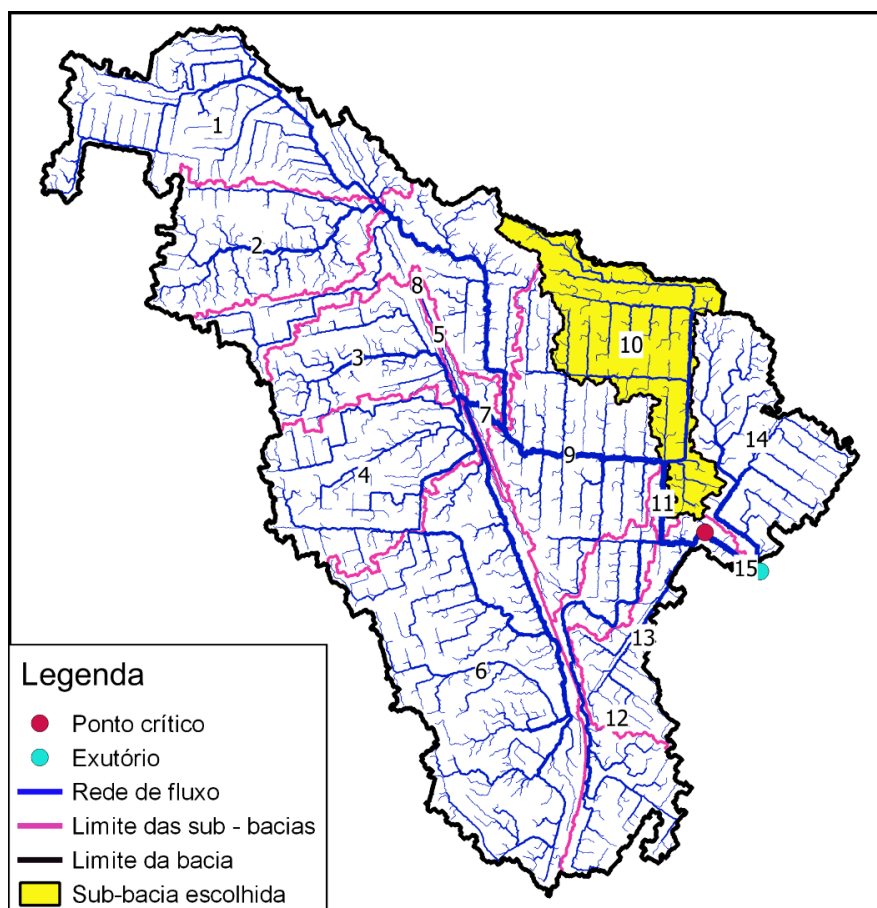 1
2
8
5
10
3
7
14
9
4
11
15
13
6
12
Legenda
Ponto crítico
Exutório
Rede de fluxo
Limite das sub - bacias
Limite da bacia
Sub-bacia escolhida